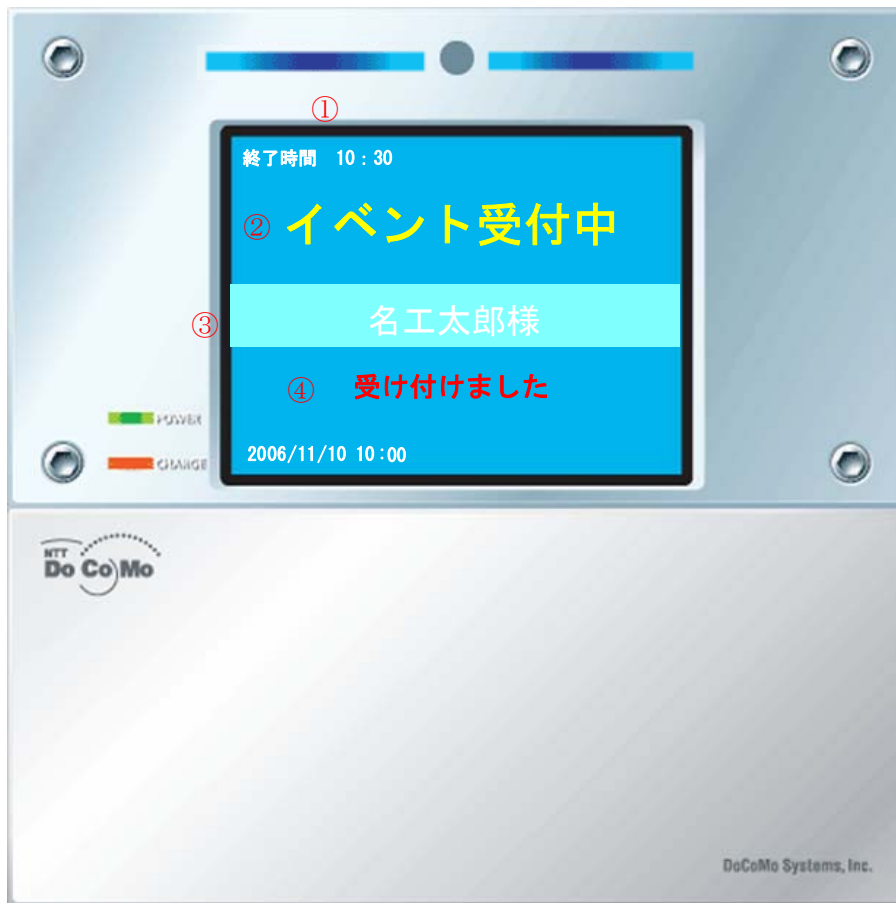 ①
終了時間 10：30
② イベント受付中
③ 名工太郎様
④ 受け付けました
POWER
2006/11/10 10:00
CHARGE
NTT
DoCoMo
DoCoMo Systems, Inc.